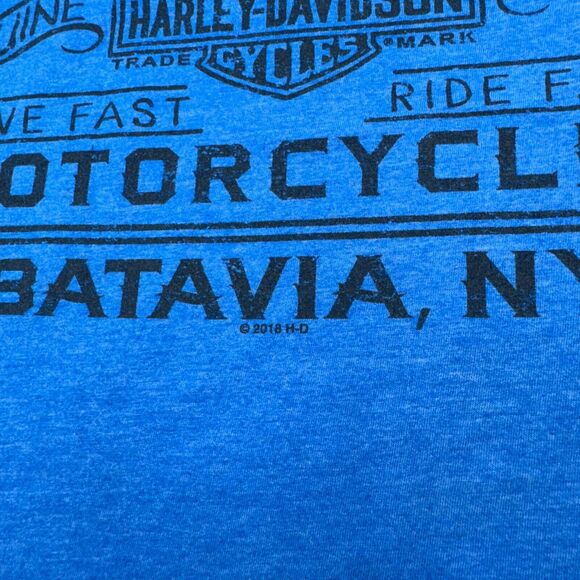 HARLEY-DAVIDSON
TRADE CYCLES ®MARK
VE FAST RIDE F
OTORCYCL
BATAVIA, NY
© 2018 H-D